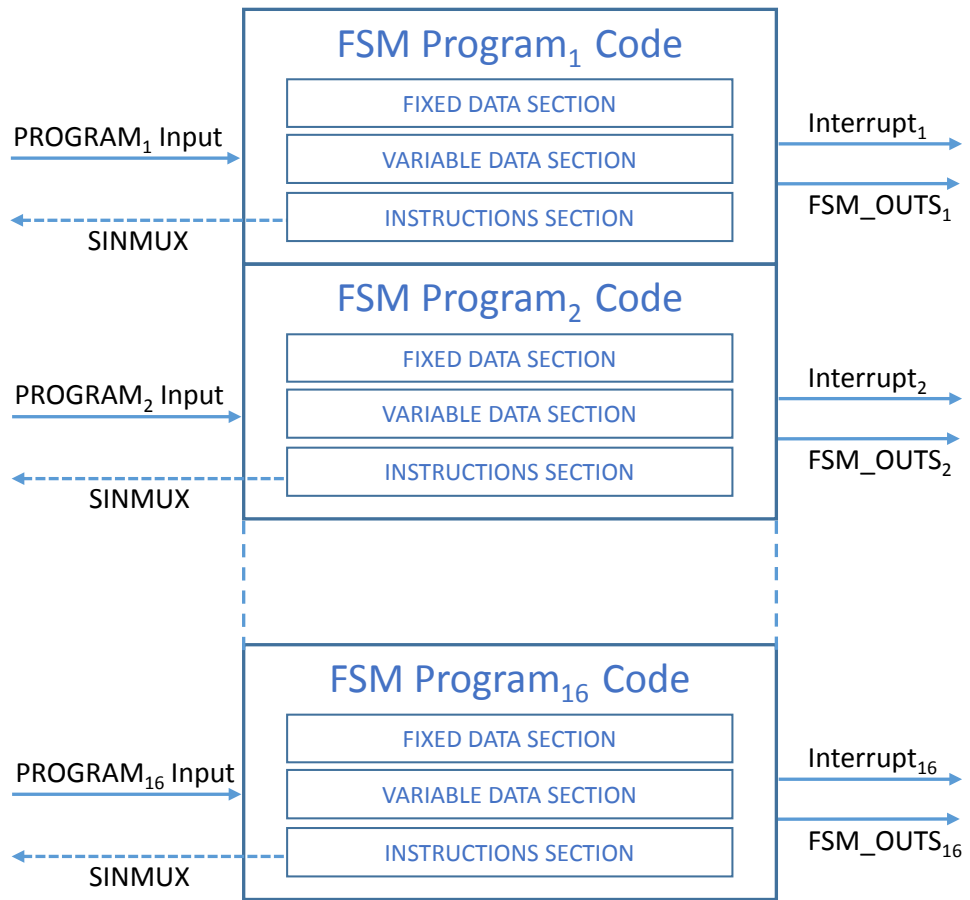 FSM Program₁ Code
FIXED DATA SECTION
PROGRAM₁ Input
VARIABLE DATA SECTION
Interrupt₁
INSTRUCTIONS SECTION
FSM_OUTS₁
SINMUX
FSM Program₂ Code
FIXED DATA SECTION
PROGRAM₂ Input
VARIABLE DATA SECTION
Interrupt₂
INSTRUCTIONS SECTION
FSM_OUTS₂
SINMUX
FSM Program₁₆ Code
FIXED DATA SECTION
PROGRAM₁₆ Input
VARIABLE DATA SECTION
Interrupt₁₆
INSTRUCTIONS SECTION
FSM_OUTS₁₆
SINMUX